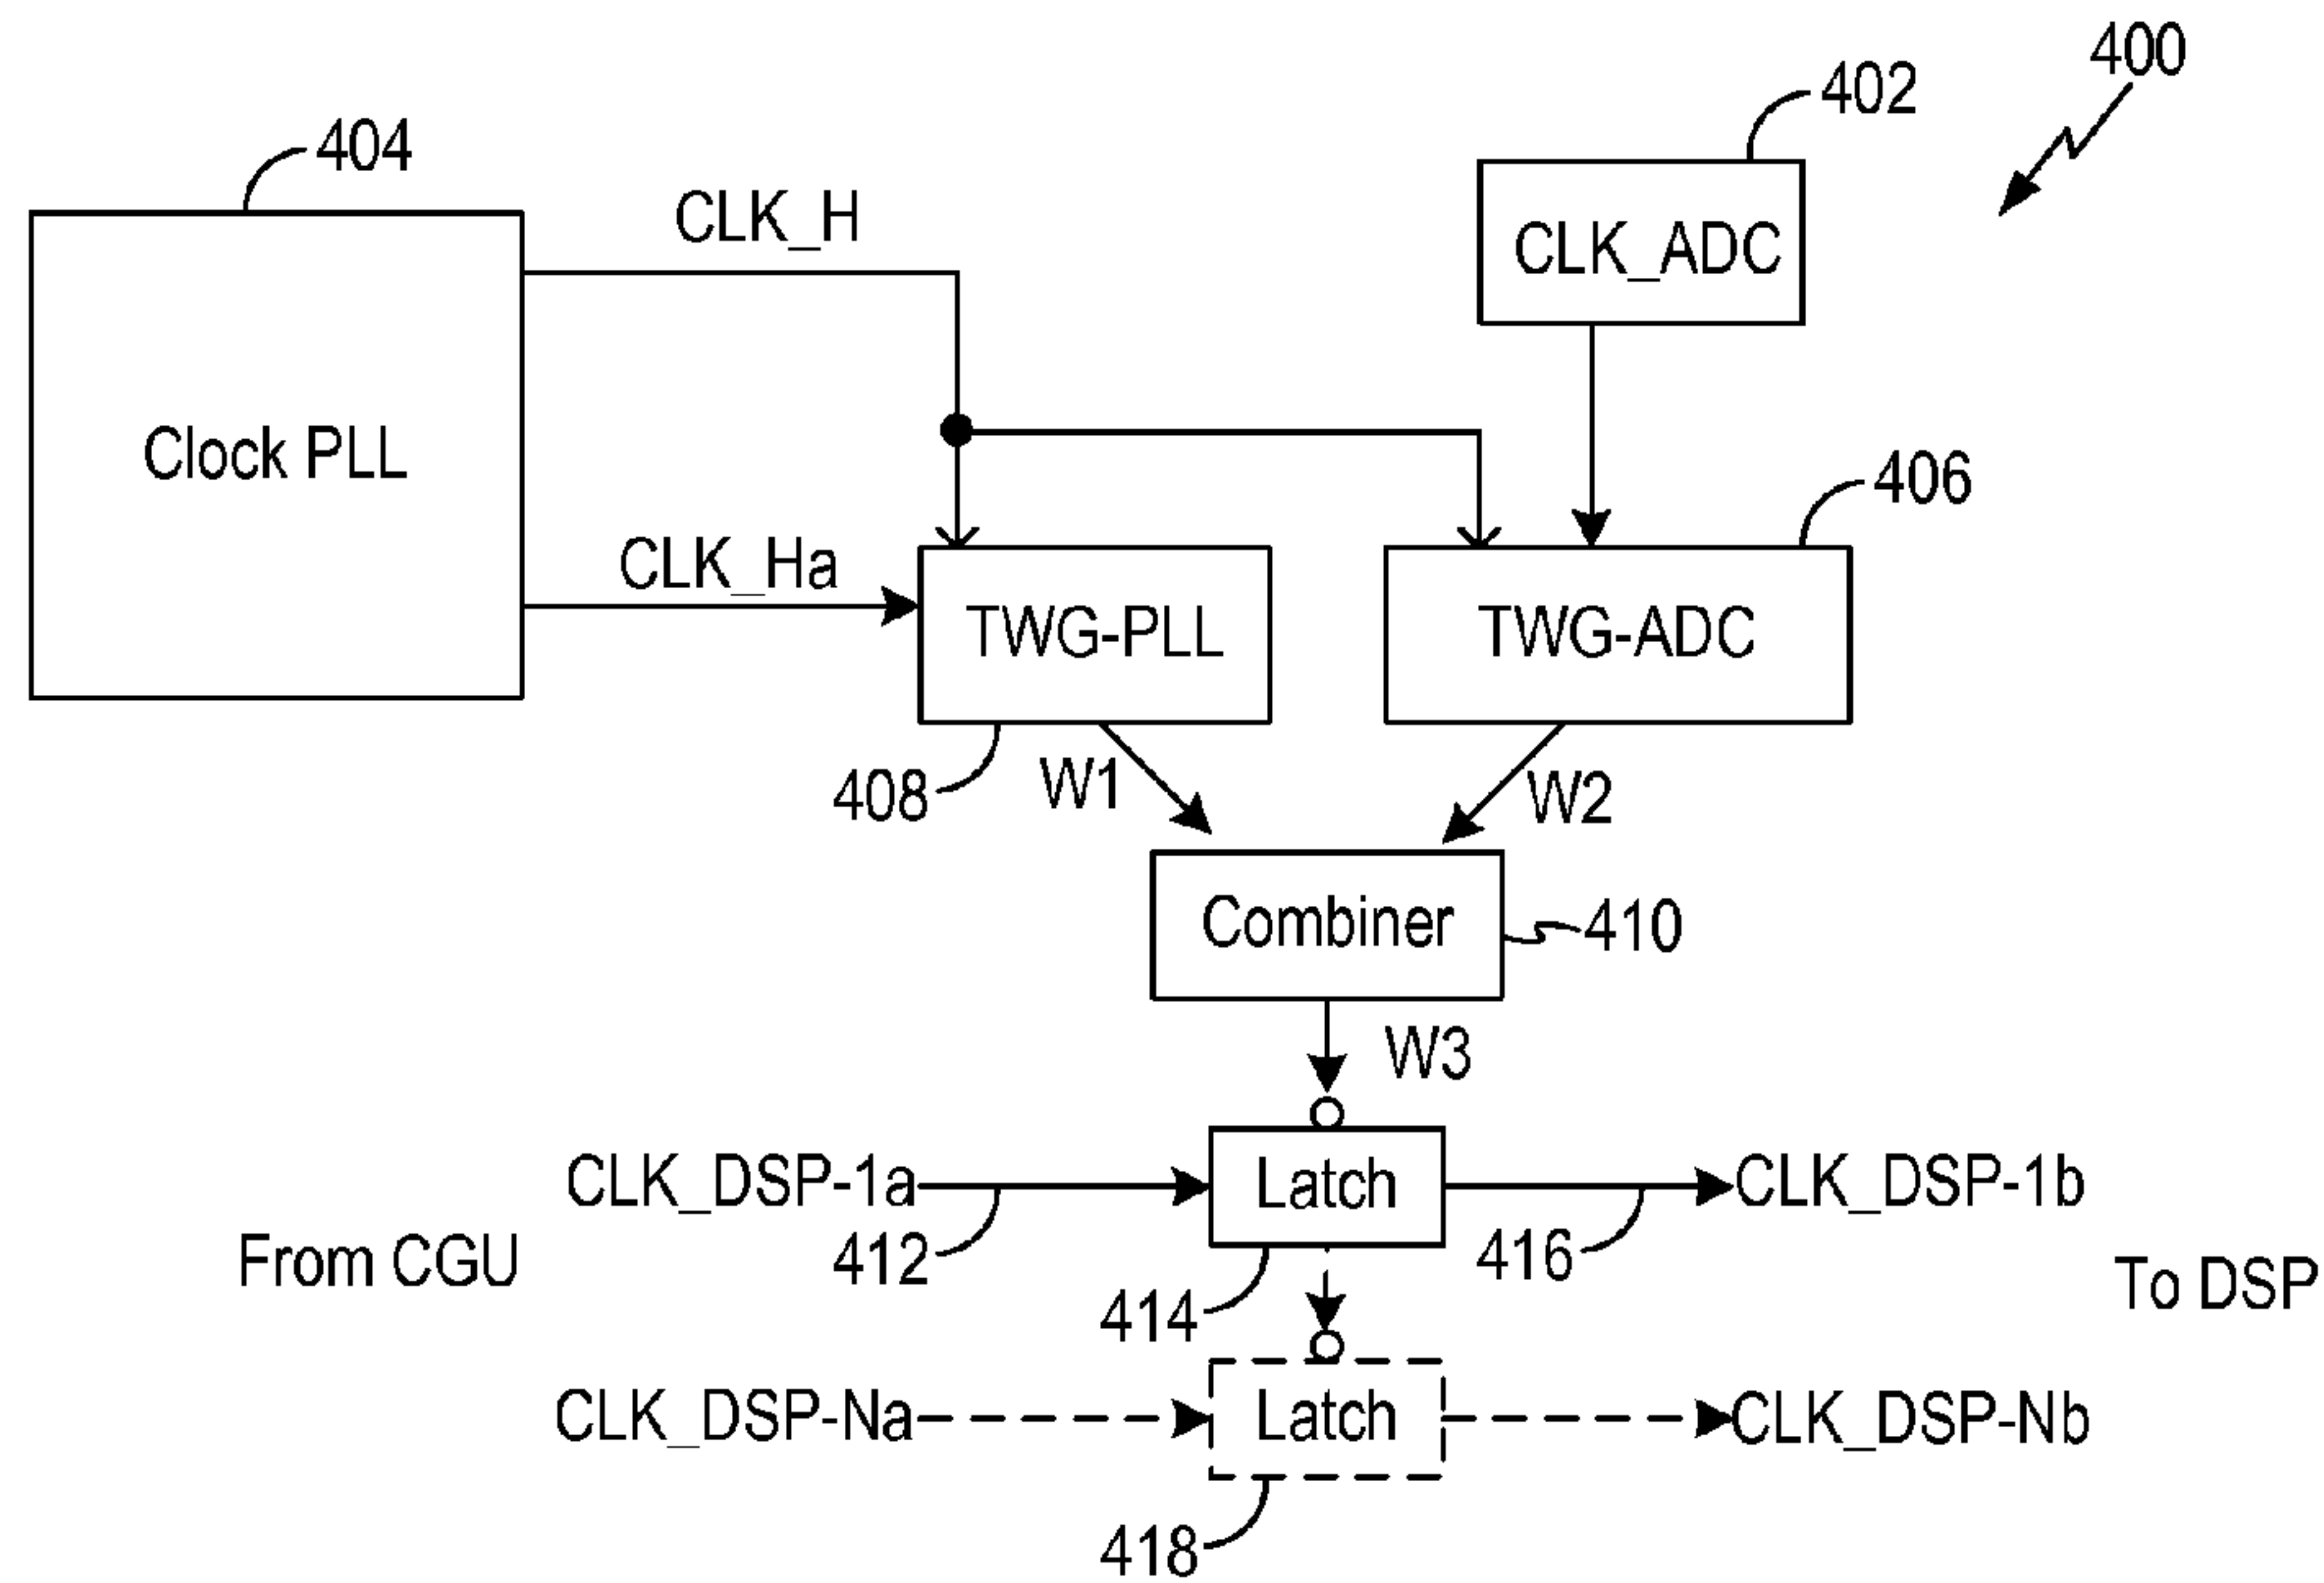 400
402
404
CLK_H
CLK_ADC
Clock PLL
406
CLK_Ha
TWG-PLL
TWG-ADC
408
W1
W2
Combiner
410
W3
CLK_DSP-1a
Latch
CLK_DSP-1b
From CGU
412
416
To DSP
414
CLK_DSP-Na
Latch
CLK_DSP-Nb
418